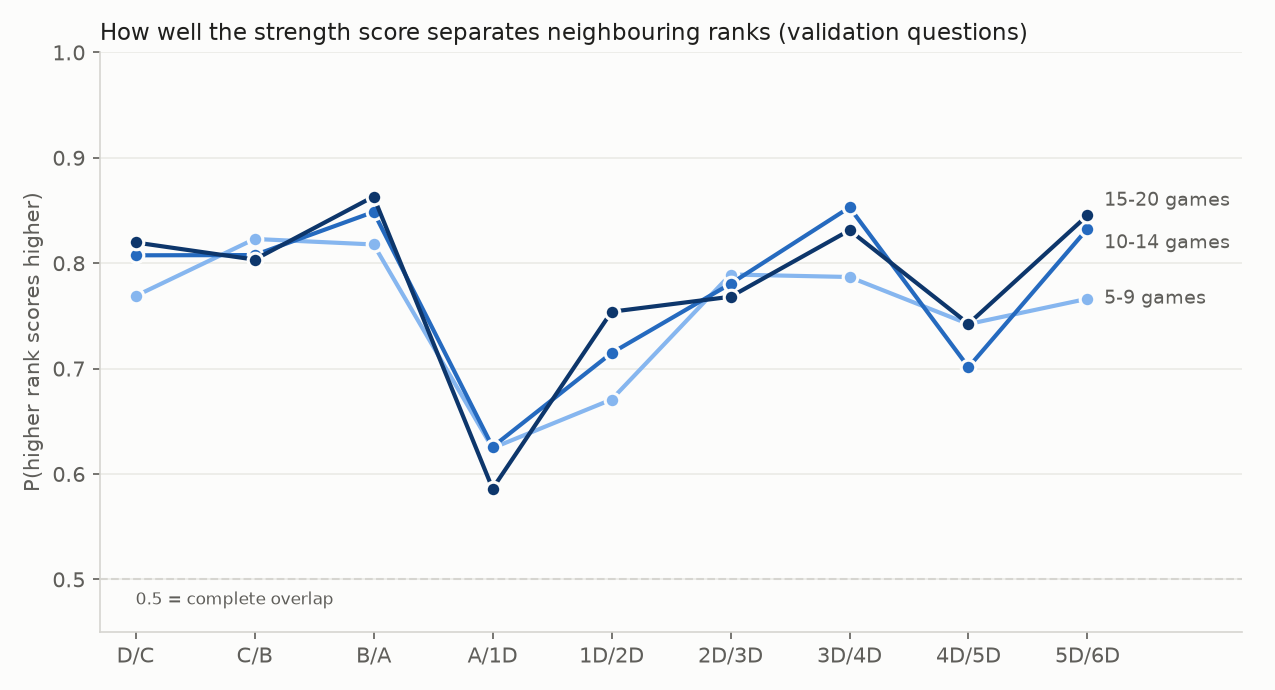 How well the strength score separates neighbouring ranks (validation questions)
P(higher rank scores higher)
1.0
0.9
0.8
0.7
0.6
0.5
15-20 games
10-14 games
5-9 games
0.5 = complete overlap
D/C
C/B
B/A
A/1D
1D/2D
2D/3D
3D/4D
4D/5D
5D/6D